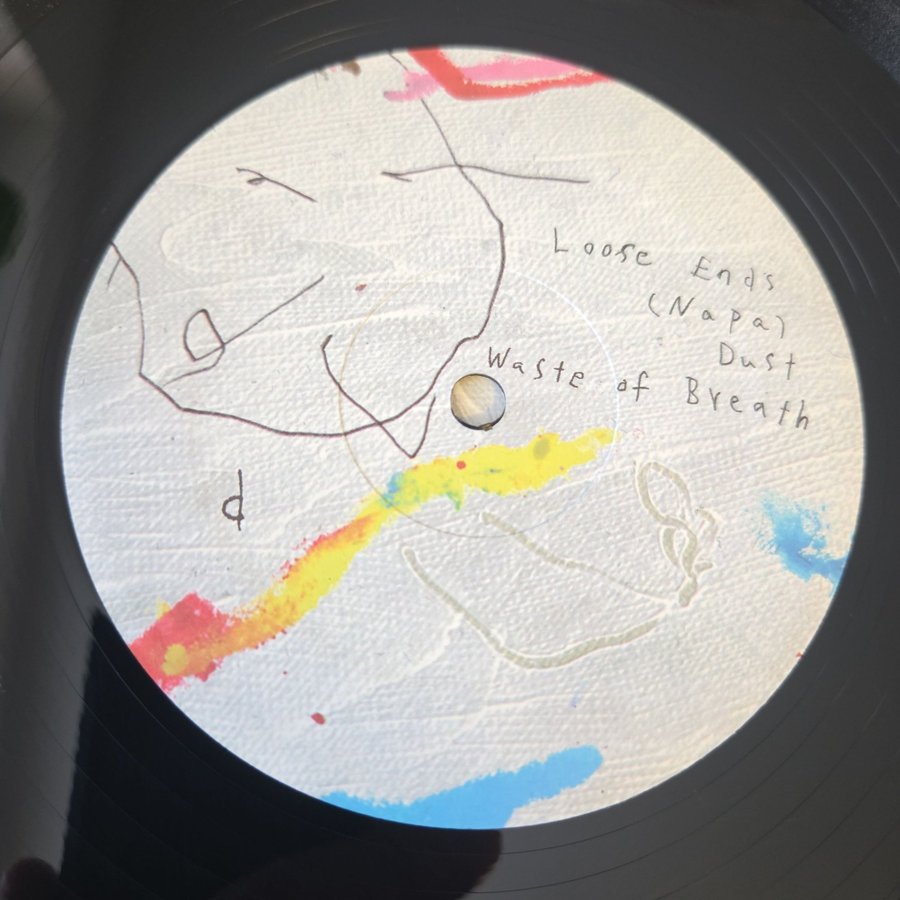 Loose Ends
(Napa)
Dust
Waste of Breath
d